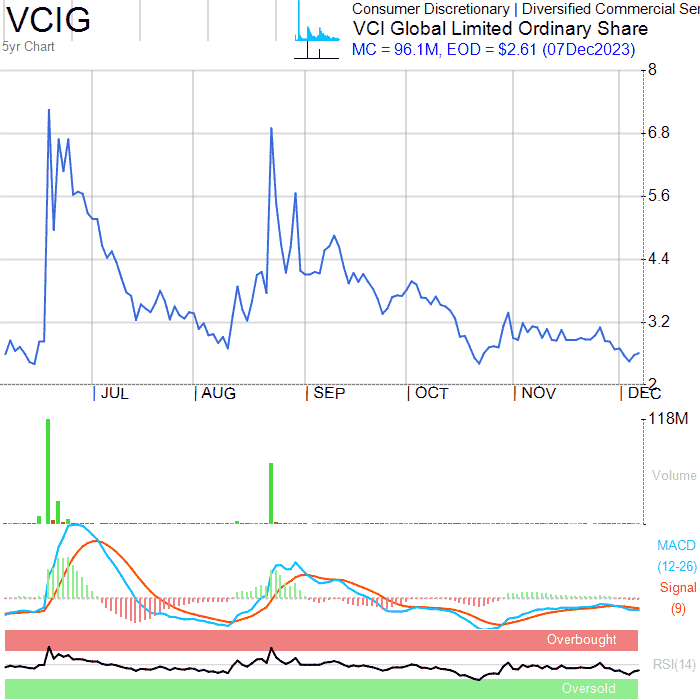 VCIG
5yr Chart
Consumer Discretionary | Diversified Commercial Ser
VCI Global Limited Ordinary Share
MC = 96.1M, EOD = $2.61 (07Dec2023)
8
6.8
5.6
4.4
3.2
2
JUL AUG SEP OCT NOV DEC
118M
Volume
MACD
(12-26)
Signal
(9)
Overbought
RSI(14)
Oversold